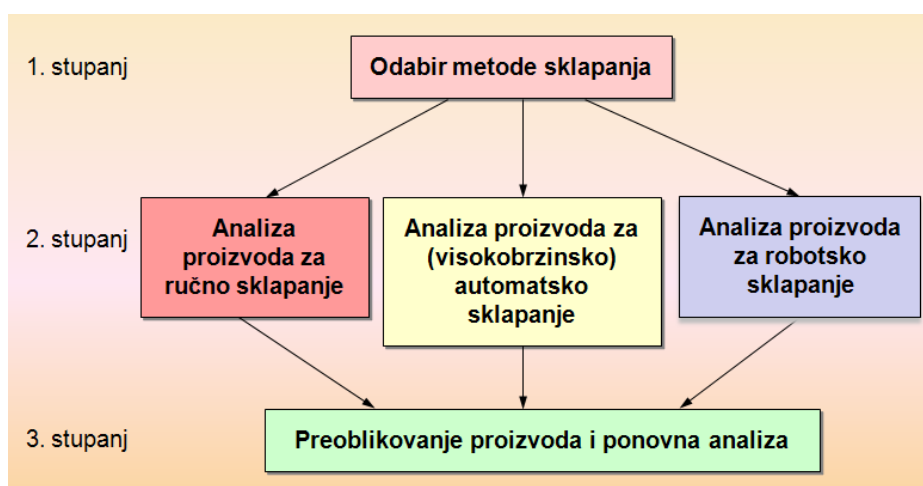 1. stupanj
Odabir metode sklapanja
2. stupanj
Analiza
proizvoda za
ručno sklapanje
Analiza proizvoda za
(visokobrzinsko)
automatsko
sklapanje
Analiza proizvoda
za robotsko
sklapanje
3. stupanj
Preoblikovanje proizvoda i ponovna analiza